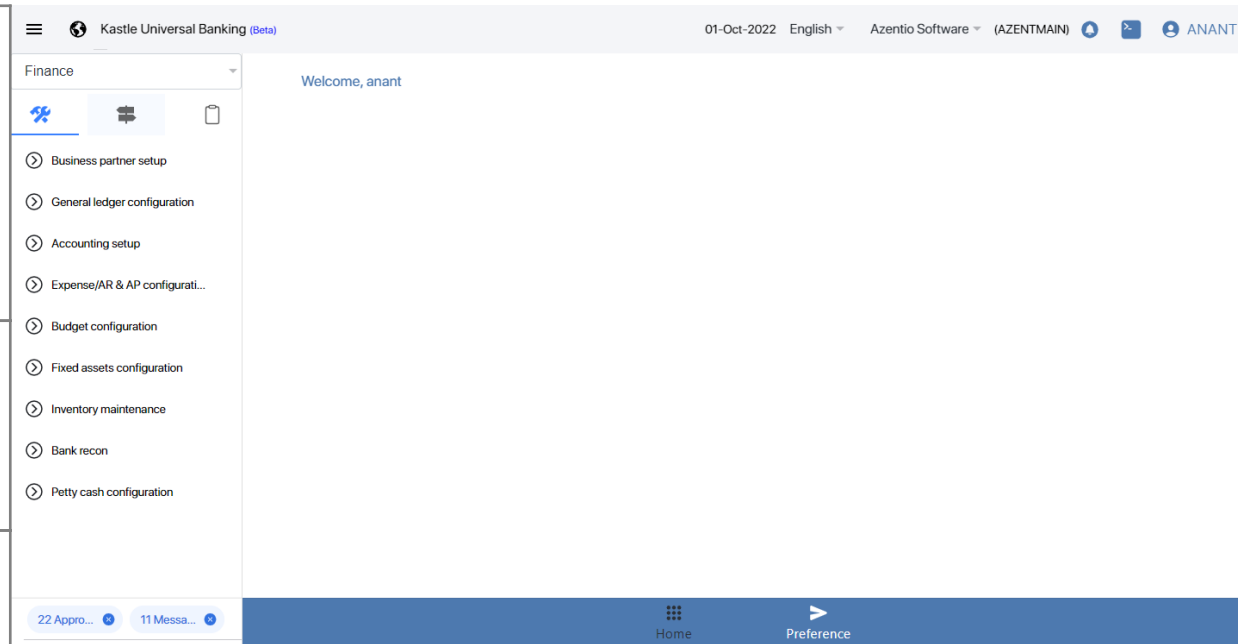 Kastle Universal Banking (Beta) 01-Oct-2022 English Azentio Software (AZENTMAIN) ANANT
Finance
Welcome, anant
Business partner setup
General ledger configuration
Accounting setup
Expense/AR & AP configurati...
Budget configuration
Fixed assets configuration
Inventory maintenance
Bank recon
Petty cash configuration
22 Appro... 11 Messa...
Home Preference